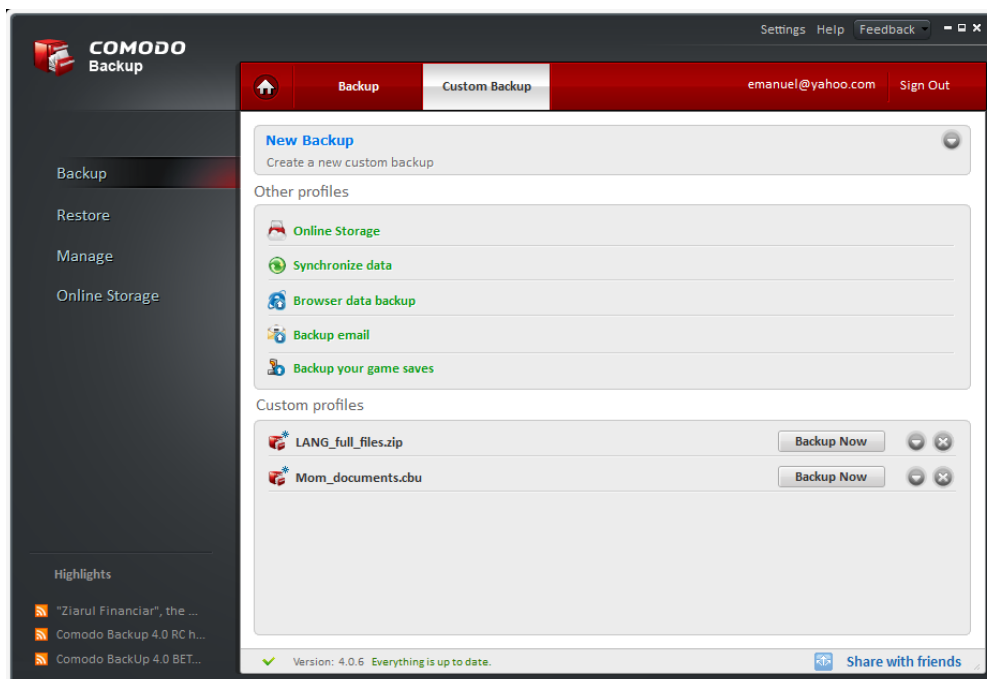 Settings Help Feedback
COMODO
Backup
Backup Custom Backup emanuel@yahoo.com Sign Out
Backup
Restore
Manage
Online Storage
New Backup
Create a new custom backup
Other profiles
Online Storage
Synchronize data
Browser data backup
Backup email
Backup your game saves
Custom profiles
LANG_full_files.zip Backup Now
Mom_documents.cbu Backup Now
Highlights
"Ziarul Financiar", the ...
Comodo Backup 4.0 RC h...
Comodo BackUp 4.0 BET...
Version: 4.0.6 Everything is up to date. Share with friends